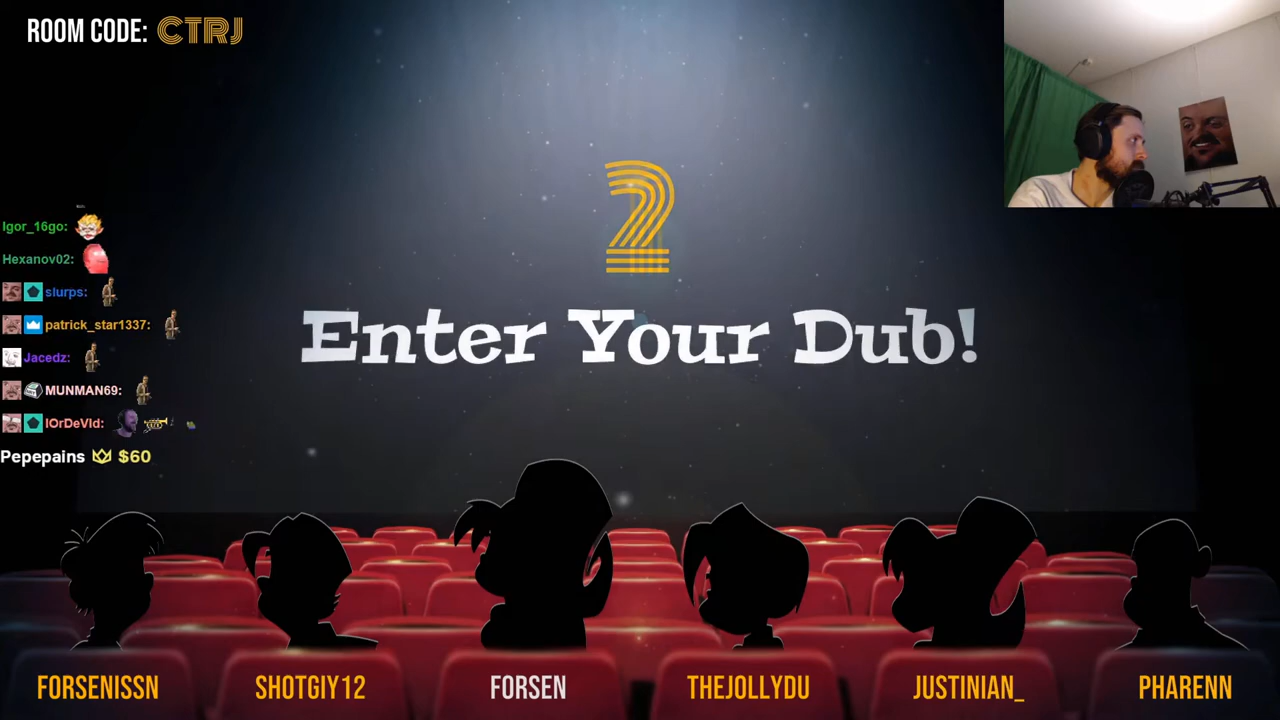 ROOM CODE: CTRJ
2
Enter Your Dub!
Igor_16go:
Hexanov02:
slurps:
patrick_star1337:
Jacedz:
MUNMAN69:
IOrDeVId:
Pepepains $60
FORSENISSN
SHOTGIY12
FORSEN
THEJOLLYDU
JUSTINIAN_
PHARENN